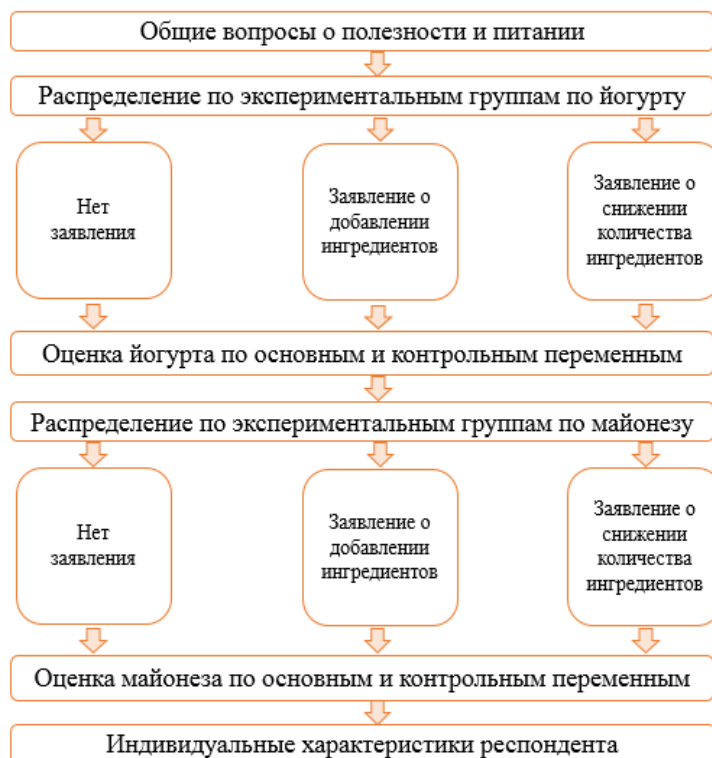 Общие вопросы о полезности и питании
Распределение по экспериментальным группам по йогурту
Нет
заявления
Заявление о
добавлении
ингредиентов
Заявление о
снижении
количества
ингредиентов
Оценка йогурта по основным и контрольным переменным
Распределение по экспериментальным группам по майонезу
Нет
заявления
Заявление о
добавлении
ингредиентов
Заявление о
снижении
количества
ингредиентов
Оценка майонеза по основным и контрольным переменным
Индивидуальные характеристики респондента